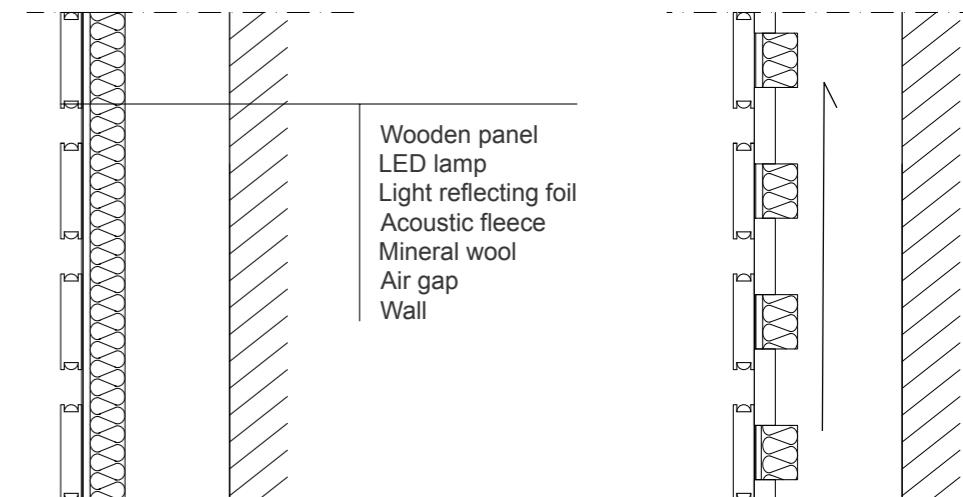 Wooden panel
LED lamp
Light reflecting foil
Acoustic fleece
Mineral wool
Air gap
Wall